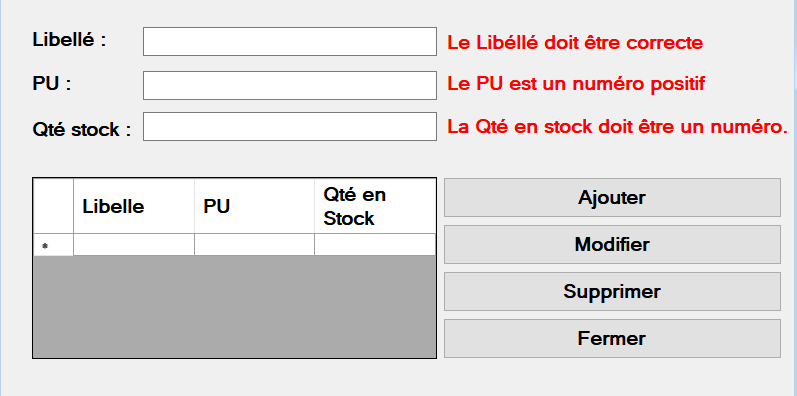 Libellé :
Le Libéllé doit être correcte
PU :
Le PU est un numéro positif
Qté stock :
La Qté en stock doit être un numéro.
Libelle
PU
Qté en
Stock
*
Ajouter
Modifier
Supprimer
Fermer